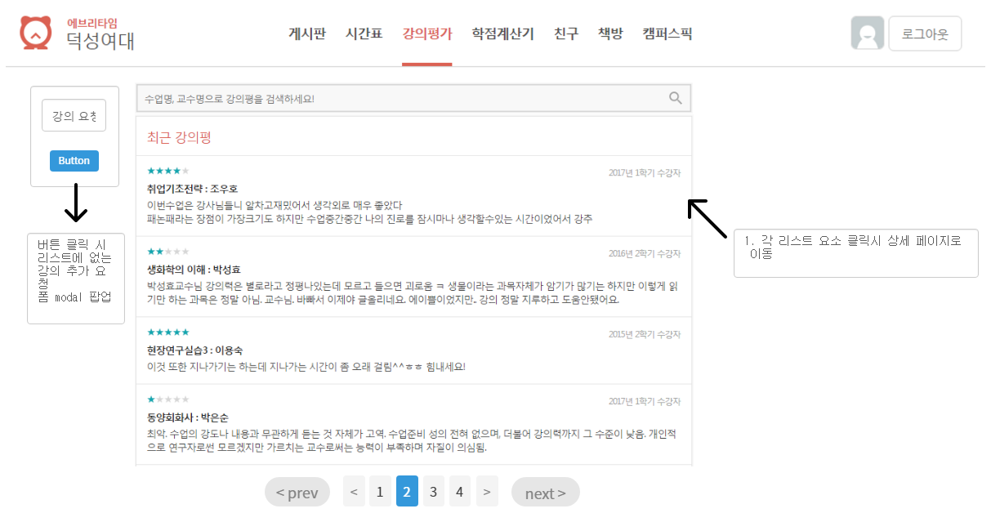 에브리타임
덕성여대
게시판 시간표 강의평가 학점계산기 친구 책방 캠퍼스픽
로그아웃
강의 요청
Button
버튼 클릭 시
리스트에 없는
강의 추가 요
청
폼 modal 팝업
수업명, 교수명으로 강의평을 검색하세요!
최근 강의평
2017년 1학기 수강자
취업기초전략 : 조우호
이번수업은 강사님들니 알차고재밌어서 생각외로 매우 좋았다
패논패라는 장점이 가장크기도 하지만 수업중간중간 나의 진로를 잠시마나 생각할수있는 시간이었어서 강추
2016년 2학기 수강자
생화학의 이해 : 박성효
박성효교수님 강의력은 별로라고 정평나있는데 모르고 들으면 괴로움 ㅋ 생물이라는 과목자체가 암기가 많기는 하지만 이렇게 읽
기만 하는 과목은 정말 아님. 교수님. 바빠서 이제야 글올리네요. 에이쁠이었지만.. 강의 정말 지루하고 도움안됐어요.
2015년 2학기 수강자
현장연구실습3 : 이용숙
이것 또한 지나가기는 하는데 지나가는 시간이 좀 오래 걸림^^ㅎㅎ 힘내세요!
2017년 1학기 수강자
동양회화사 : 박은순
최악. 수업의 강도나 내용과 무관하게 듣는 것 자체가 고역. 수업준비 성의 전혀 없으며, 더불어 강의력까지 그 수준이 낮음. 개인적
으로 연구자로썬 모르겠지만 가르치는 교수로써는 능력이 부족하며 자질이 의심됨.
1. 각 리스트 요소 클릭시 상세 페이지로
이동
< prev < 1 2 3 4 > next >